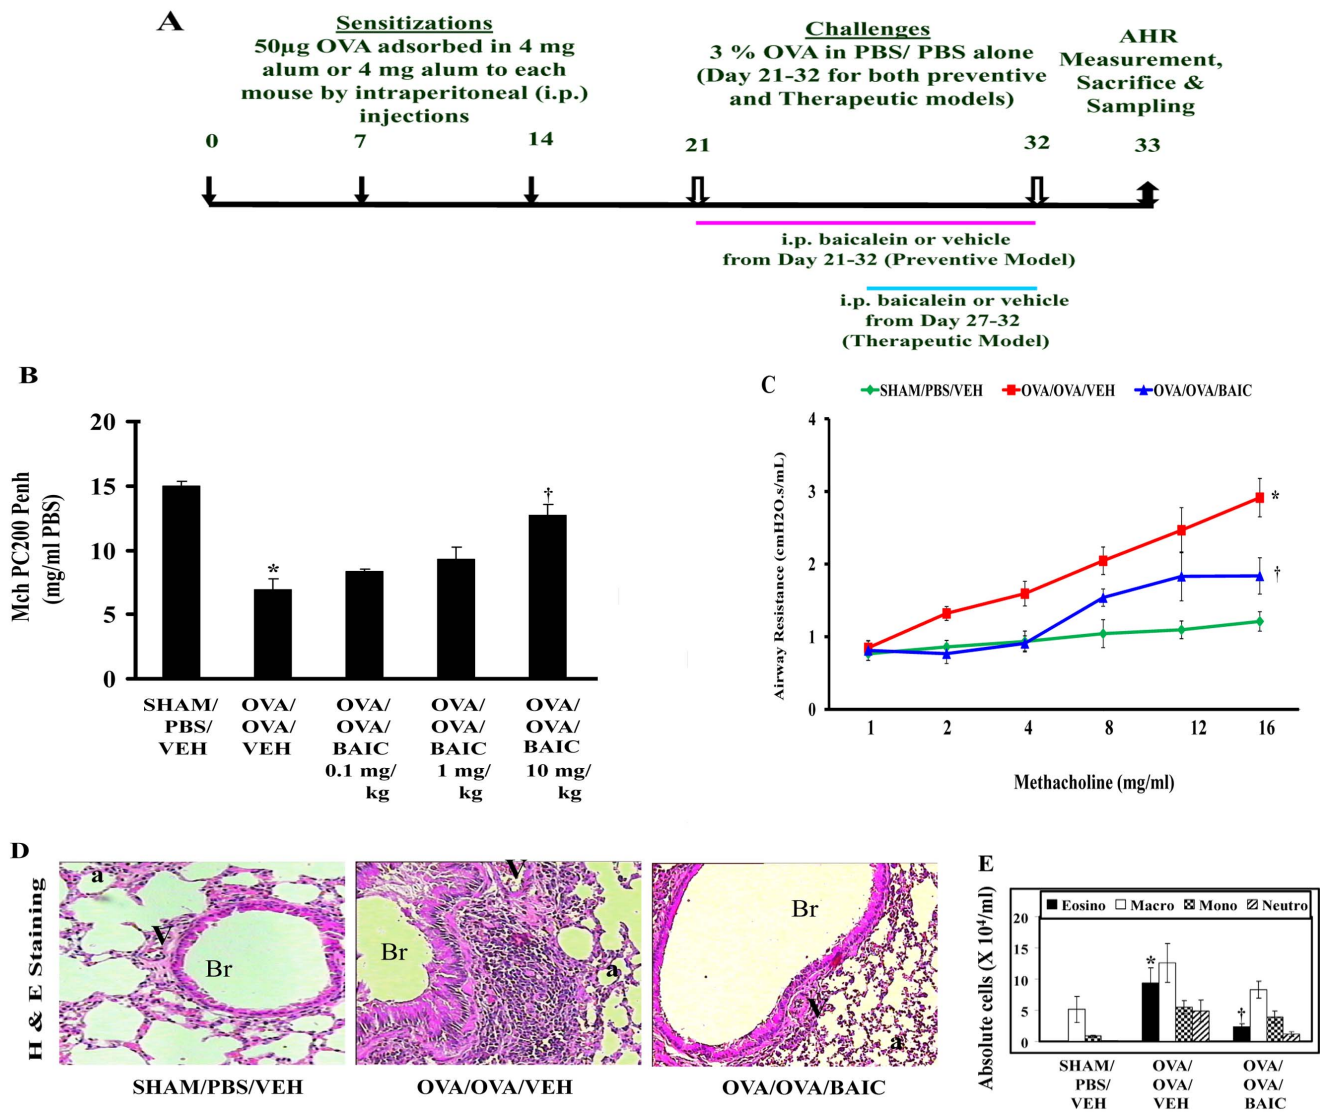 A
Sensitizations
50µg OVA adsorbed in 4 mg
alum or 4 mg alum to each
mouse by intraperitoneal (i.p.)
injections
Challenges
3 % OVA in PBS/ PBS alone
(Day 21-32 for both preventive
and Therapeutic models)
AHR
Measurement,
Sacrifice &
Sampling
0 7 14 21 32 33
i.p. baicalein or vehicle
from Day 21-32 (Preventive Model)
i.p. baicalein or vehicle
from Day 27-32
(Therapeutic Model)
B
Mch PC200 Penh
(mg/ml PBS)
20
15
10
5
0
*
†
SHAM/
PBS/
VEH
OVA/
OVA/
VEH
OVA/
OVA/
BAIC
0.1 mg/
kg
OVA/
OVA/
BAIC
1 mg/
kg
OVA/
OVA/
BAIC
10 mg/
kg
C
SHAM/PBS/VEH OVA/OVA/VEH OVA/OVA/BAIC
Airway Resistance (cmH2O.s/mL)
4
3
2
1
0
*
†
1 2 4 8 12 16
Methacholine (mg/ml)
D
H & E Staining
a
V
Br
V
Br
a
Br
V
a
SHAM/PBS/VEH OVA/OVA/VEH OVA/OVA/BAIC
E
Absolute cells (X 10⁴/ml)
Eosino Macro Mono Neutro
20
15
10
5
0
*
†
SHAM/
PBS/
VEH
OVA/
OVA/
VEH
OVA/
OVA/
BAIC